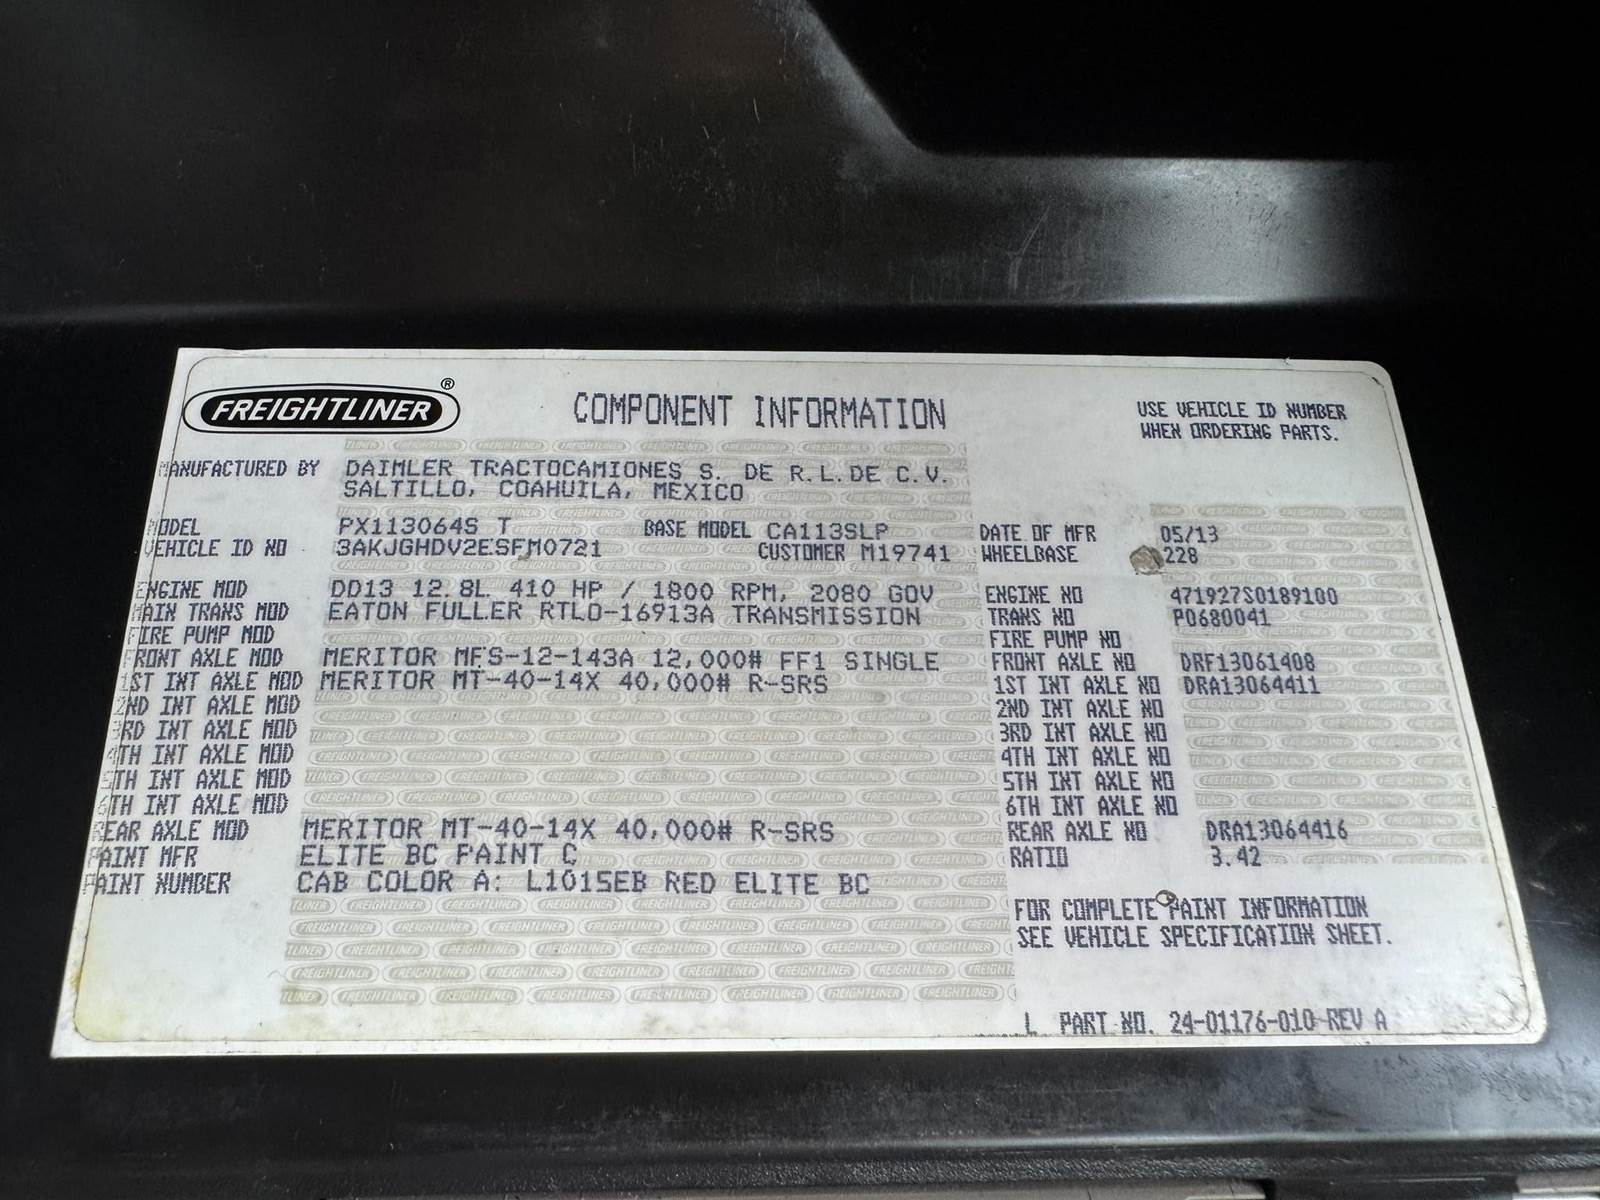 FREIGHTLINER®
COMPONENT INFORMATION
USE VEHICLE ID NUMBER
WHEN ORDERING PARTS.
MANUFACTURED BY DAIMLER TRACTOCAMIONES S. DE R.L.DE C.V.
SALTILLO, COAHUILA, MEXICO
MODEL PX113064S T BASE MODEL CA113SLP DATE OF MFR 05/13
VEHICLE ID NO 3AKJGHDV2ESFM0721 CUSTOMER M19741 WHEELBASE 228
ENGINE MOD DD13 12.8L 410 HP / 1800 RPM, 2080 GOV ENGINE NO 471927S0189100
MAIN TRANS MOD EATON FULLER RTLO-16913A TRANSMISSION TRANS NO P0680041
FIRE PUMP MOD FIRE PUMP NO
FRONT AXLE MOD MERITOR MFS-12-143A 12,000# FF1 SINGLE FRONT AXLE NO DRF13061408
1ST INT AXLE MOD MERITOR MT-40-14X 40,000# R-SRS 1ST INT AXLE NO DRA13064411
2ND INT AXLE MOD 2ND INT AXLE NO
3RD INT AXLE MOD 3RD INT AXLE NO
4TH INT AXLE MOD 4TH INT AXLE NO
5TH INT AXLE MOD 5TH INT AXLE NO
6TH INT AXLE MOD 6TH INT AXLE NO
REAR AXLE MOD MERITOR MT-40-14X 40,000# R-SRS REAR AXLE NO DRA13064416
PAINT MFR ELITE BC PAINT C RATIO 3.42
PAINT NUMBER CAB COLOR A: L1015EB RED ELITE BC
FOR COMPLETE PAINT INFORMATION
SEE VEHICLE SPECIFICATION SHEET.
L PART NO. 24-01176-010 REV A